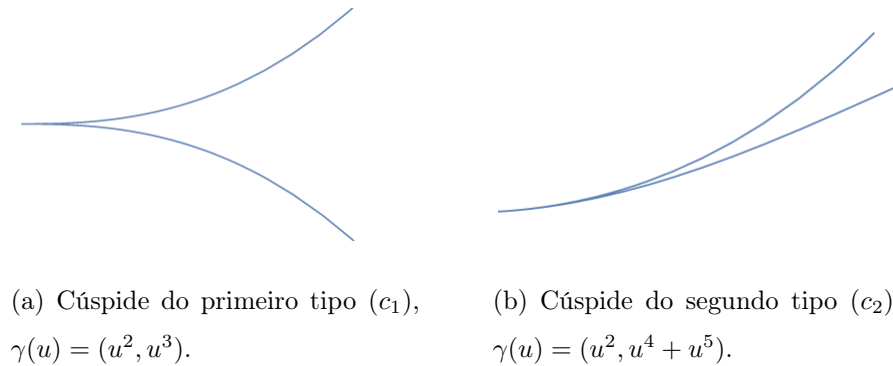 (a) Cúspide do primeiro tipo (c₁),
γ(u) = (u², u³).
(b) Cúspide do segundo tipo (c₂)
γ(u) = (u², u⁴ + u⁵).